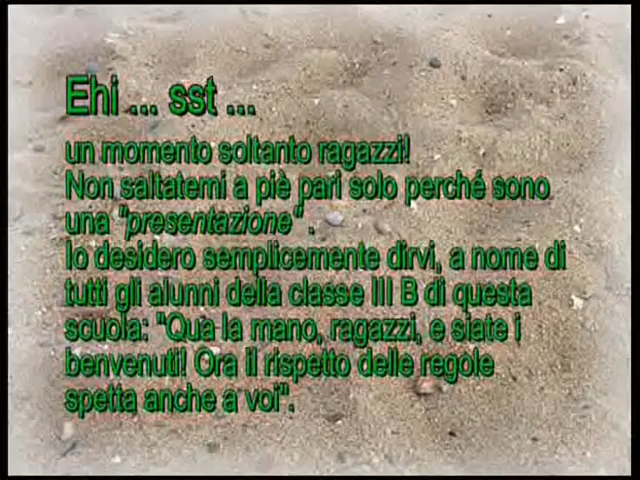 Ehi ... sst ...
un momento soltanto ragazzi!
Non saltatemi a piè pari solo perché sono
una "presentazione" .
Io desidero semplicemente dirvi, a nome di
tutti gli alunni della classe III B di questa
scuola: "Qua la mano, ragazzi, e siate i
benvenuti! Ora il rispetto delle regole
spetta anche a voi".